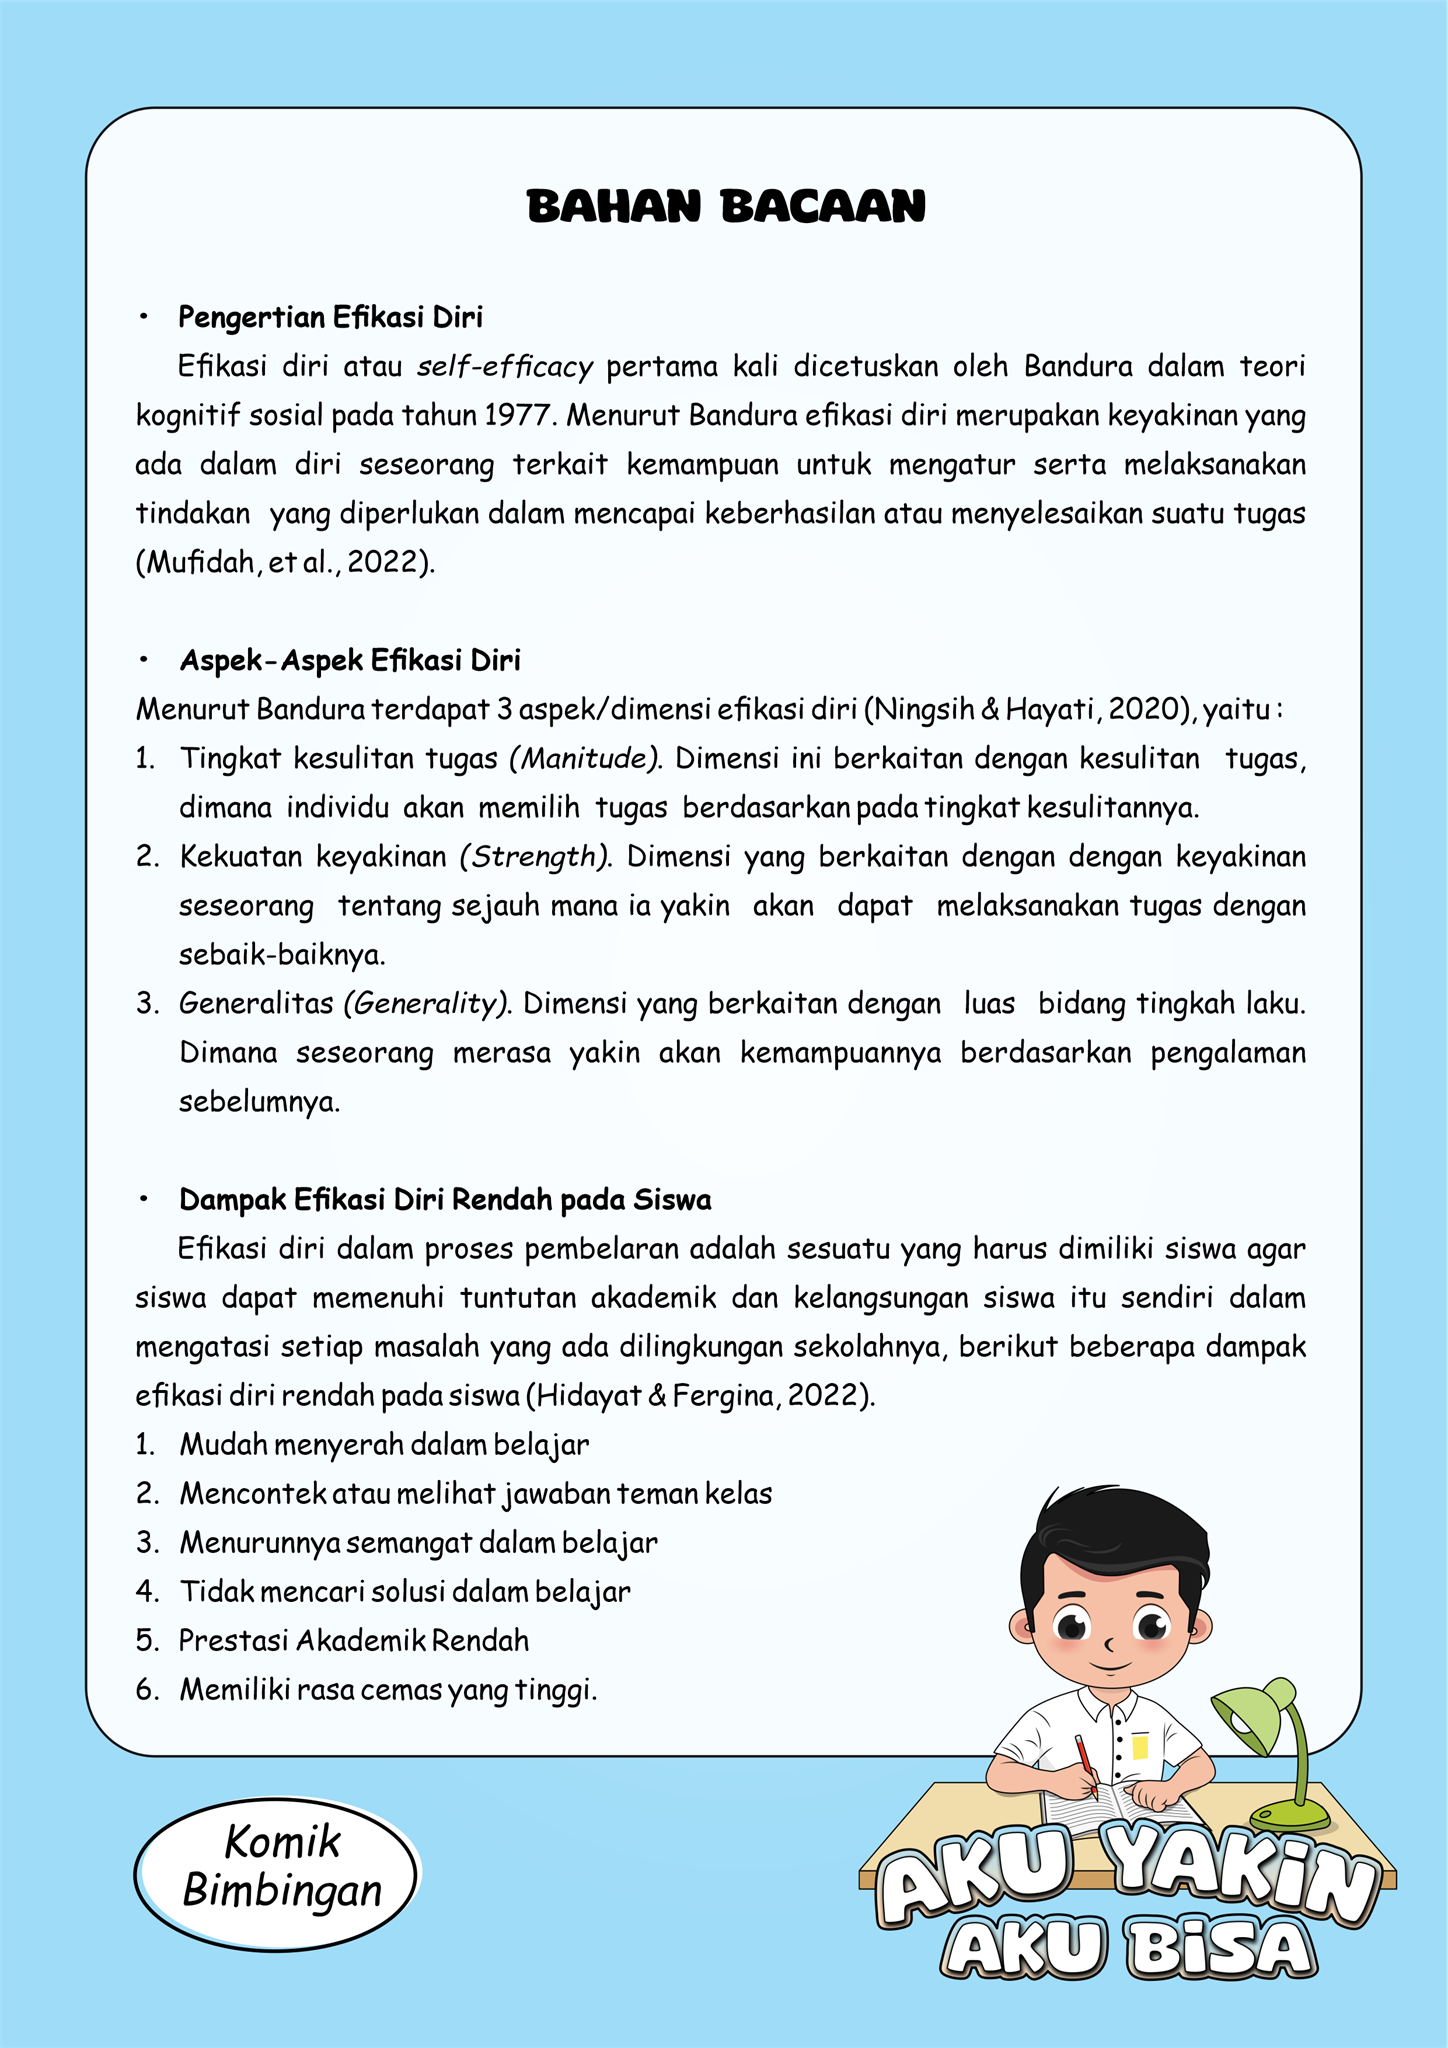 BAHAN BACAAN
• Pengertian Efikasi Diri
Efikasi diri atau self-efficacy pertama kali dicetuskan oleh Bandura dalam teori
kognitif sosial pada tahun 1977. Menurut Bandura efikasi diri merupakan keyakinan yang
ada dalam diri seseorang terkait kemampuan untuk mengatur serta melaksanakan
tindakan yang diperlukan dalam mencapai keberhasilan atau menyelesaikan suatu tugas
(Mufidah, et al., 2022).
• Aspek-Aspek Efikasi Diri
Menurut Bandura terdapat 3 aspek/dimensi efikasi diri (Ningsih & Hayati, 2020), yaitu :
1. Tingkat kesulitan tugas (Manitude). Dimensi ini berkaitan dengan kesulitan tugas,
dimana individu akan memilih tugas berdasarkan pada tingkat kesulitannya.
2. Kekuatan keyakinan (Strength). Dimensi yang berkaitan dengan dengan keyakinan
seseorang tentang sejauh mana ia yakin akan dapat melaksanakan tugas dengan
sebaik-baiknya.
3. Generalitas (Generality). Dimensi yang berkaitan dengan luas bidang tingkah laku.
Dimana seseorang merasa yakin akan kemampuannya berdasarkan pengalaman
sebelumnya.
• Dampak Efikasi Diri Rendah pada Siswa
Efikasi diri dalam proses pembelaran adalah sesuatu yang harus dimiliki siswa agar
siswa dapat memenuhi tuntutan akademik dan kelangsungan siswa itu sendiri dalam
mengatasi setiap masalah yang ada dilingkungan sekolahnya, berikut beberapa dampak
efikasi diri rendah pada siswa (Hidayat & Fergina, 2022).
1. Mudah menyerah dalam belajar
2. Mencontek atau melihat jawaban teman kelas
3. Menurunnya semangat dalam belajar
4. Tidak mencari solusi dalam belajar
5. Prestasi Akademik Rendah
6. Memiliki rasa cemas yang tinggi.
Komik
Bimbingan
AKU YAKiN
AKU BiSA